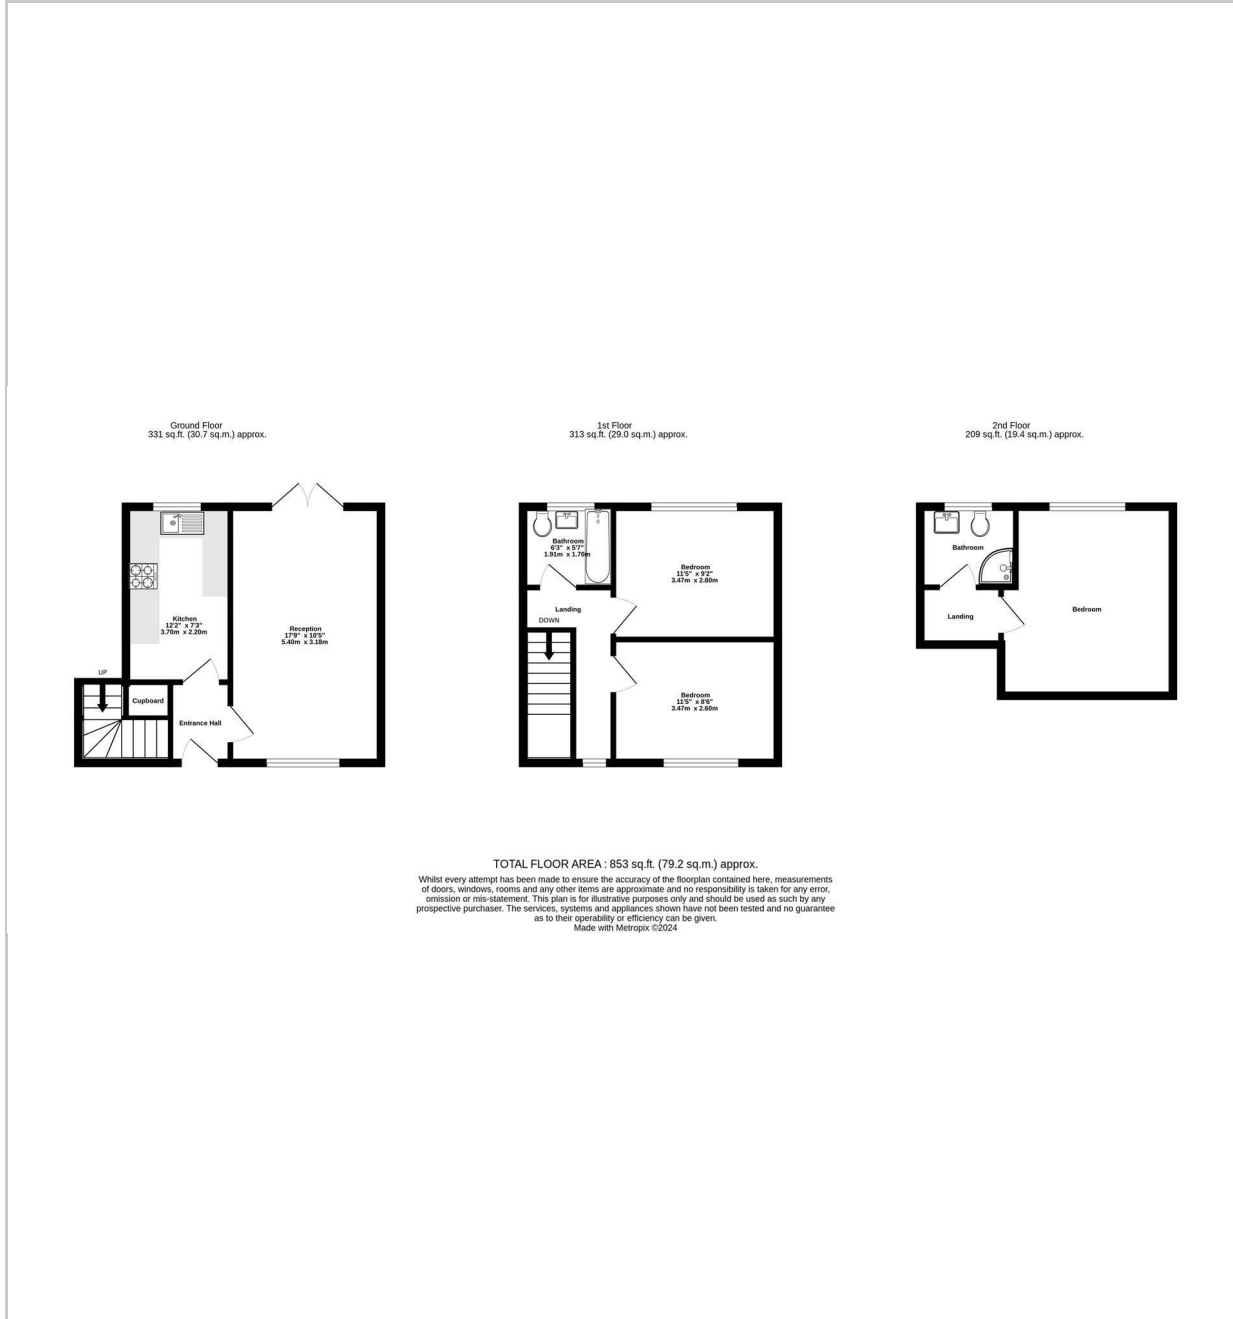 Ground Floor
331 sq.ft. (30.7 sq.m.) approx.
Kitchen
12'2" x 7'3"
3.70m x 2.20m
Reception
17'9" x 10'5"
5.40m x 3.18m
UP
Cupboard
Entrance Hall
1st Floor
313 sq.ft. (29.0 sq.m.) approx.
Bathroom
6'3" x 5'7"
1.91m x 1.70m
Bedroom
11'5" x 9'2"
3.47m x 2.80m
Landing
DOWN
Bedroom
11'5" x 8'6"
3.47m x 2.60m
2nd Floor
209 sq.ft. (19.4 sq.m.) approx.
Bathroom
Landing
Bedroom
TOTAL FLOOR AREA : 853 sq.ft. (79.2 sq.m.) approx.
Whilst every attempt has been made to ensure the accuracy of the floorplan contained here, measurements
of doors, windows, rooms and any other items are approximate and no responsibility is taken for any error,
omission or mis-statement. This plan is for illustrative purposes only and should be used as such by any
prospective purchaser. The services, systems and appliances shown have not been tested and no guarantee
as to their operability or efficiency can be given.
Made with Metropix ©2024